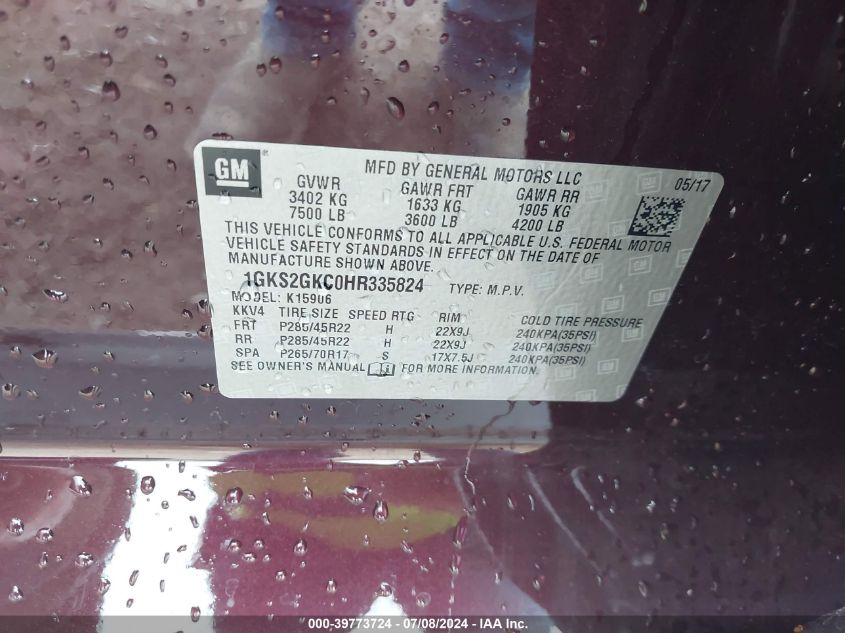 GM
MFD BY GENERAL MOTORS LLC
05/17
GVWR GAWR FRT GAWR RR
3402 KG 1633 KG 1905 KG
7500 LB 3600 LB 4200 LB
THIS VEHICLE CONFORMS TO ALL APPLICABLE U.S. FEDERAL MOTOR
VEHICLE SAFETY STANDARDS IN EFFECT ON THE DATE OF
MANUFACTURE SHOWN ABOVE.
1GKS2GKC0HR335824 TYPE: M.P.V.
MODEL: K15906
KKV4 TIRE SIZE SPEED RTG RIM COLD TIRE PRESSURE
FRT P285/45R22 H 22X9J 240KPA(35PSI)
RR P285/45R22 H 22X9J 240KPA(35PSI)
SPA P265/70R17 S 17X7.5J 240KPA(35PSI)
SEE OWNER'S MANUAL FOR MORE INFORMATION.
000-39773724 - 07/08/2024 - IAA Inc.